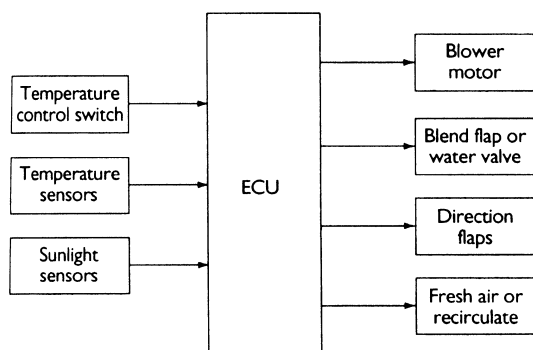 Temperature
control switch
Temperature
sensors
Sunlight
sensors
ECU
Blower
motor
Blend flap or
water valve
Direction
flaps
Fresh air or
recirculate